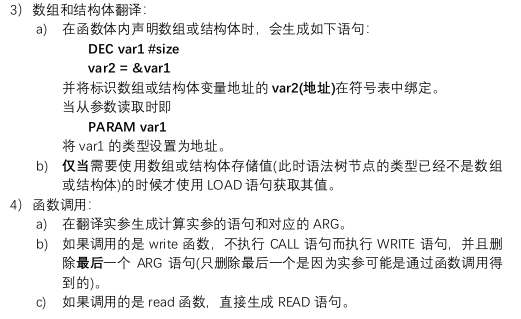 3) 数组和结构体翻译：
a) 在函数体内声明数组或结构体时，会生成如下语句：
DEC var1 #size
var2 = &var1
并将标识数组或结构体变量地址的 var2(地址)在符号表中绑定。
当从参数读取时即
PARAM var1
将 var1 的类型设置为地址。
b) 仅当需要使用数组或结构体存储值(此时语法树节点的类型已经不是数组
或结构体)的时候才使用 LOAD 语句获取其值。
4) 函数调用：
a) 在翻译实参生成计算实参的语句和对应的 ARG。
b) 如果调用的是 write 函数，不执行 CALL 语句而执行 WRITE 语句，并且删
除最后一个 ARG 语句(只删除最后一个是因为实参可能是通过函数调用得
到的)。
c) 如果调用的是 read 函数，直接生成 READ 语句。